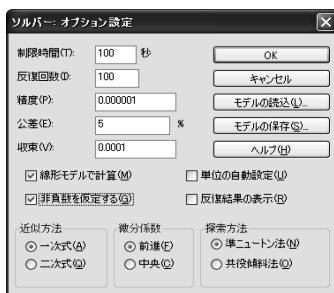 ソルバー: オプション設定
制限時間(T): 100 秒 OK
反復回数(I): 100 キャンセル
精度(P): 0.000001 モデルの読込(L)...
公差(E): 5 % モデルの保存(S)...
収束(V): 0.0001 ヘルプ(H)
線形モデルで計算(M) 単位の自動設定(U)
非負数を仮定する(G) 反復結果の表示(R)
近似方法 微分係数 探索方法
一次式(A) 前進(F) 準ニュートン法(N)
二次式(Q) 中央(C) 共役傾斜法(O)